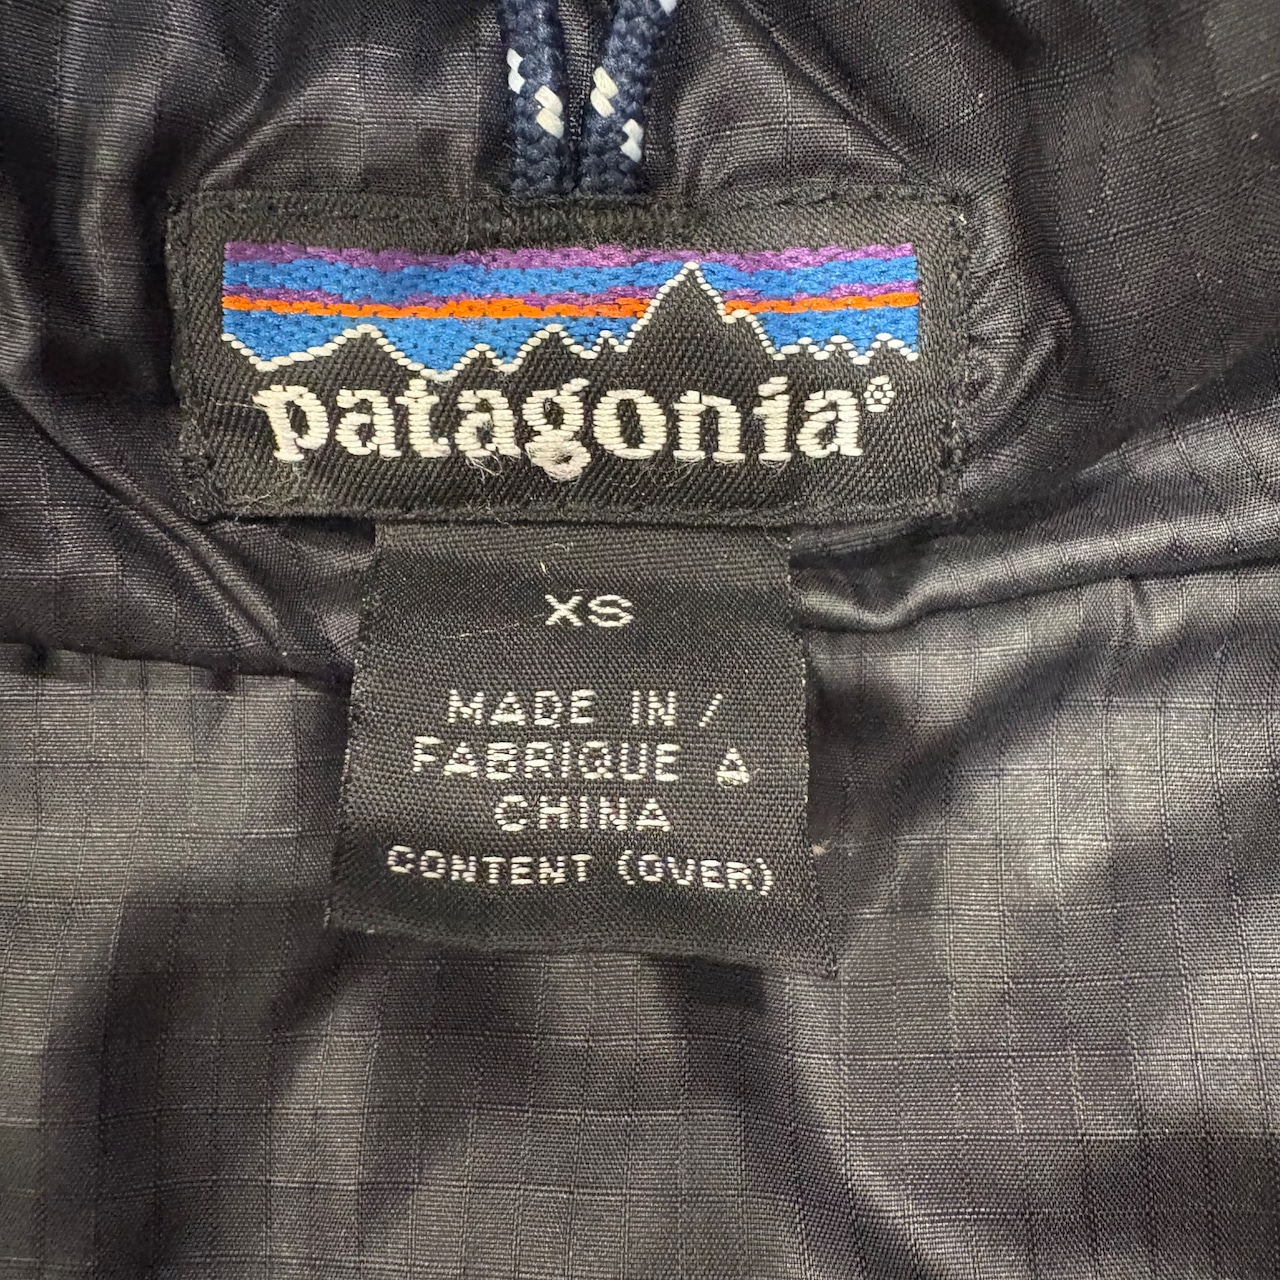 patagonia®
XS
MADE IN /
FABRIQUE À
CHINA
CONTENT (OVER)